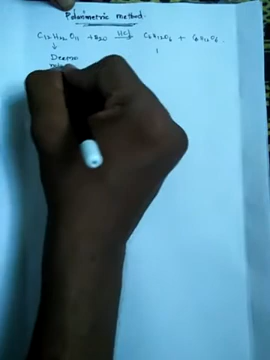 Polarimetric method.
C₁₂H₂₂O₁₁ + H₂O HCl→ C₆H₁₂O₆ + C₆H₁₂O₆.
↓
Dextro